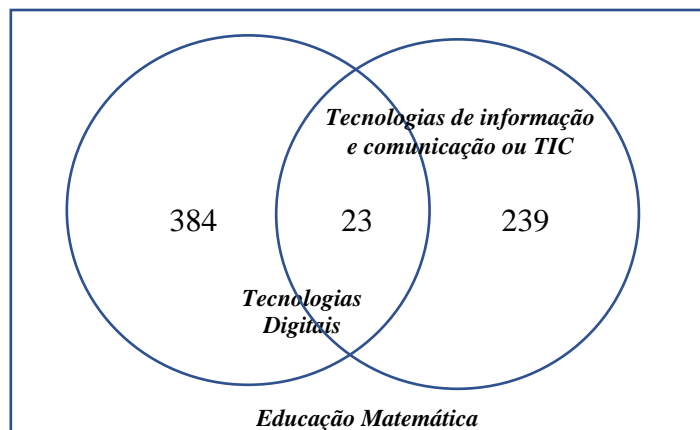 Tecnologias de informação
e comunicação ou TIC
384 23 239
Tecnologias
Digitais
Educação Matemática